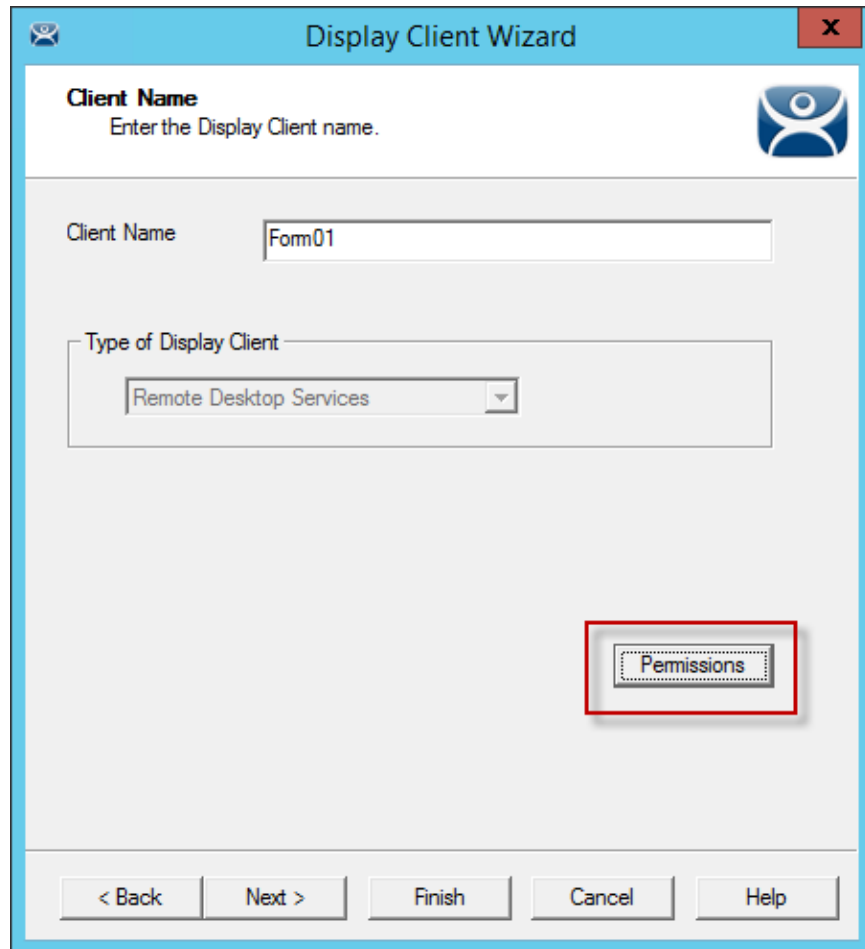 Display Client Wizard
x
Client Name
Enter the Display Client name.
Client Name
Form01
Type of Display Client
Remote Desktop Services
Permissions
< Back
Next >
Finish
Cancel
Help